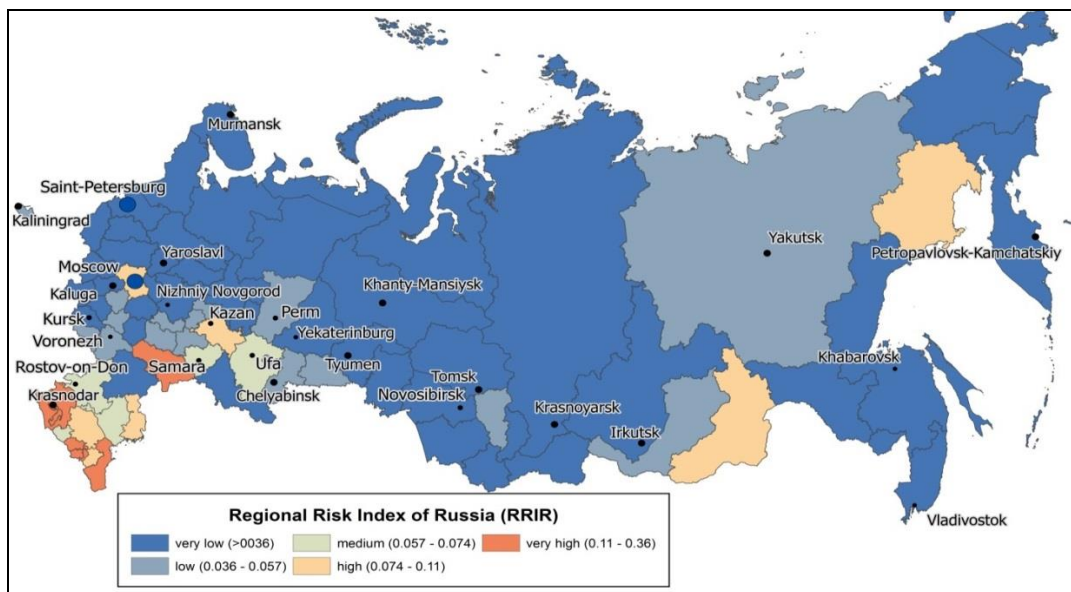 Murmansk
Saint-Petersburg
Kaliningrad
Yaroslavl
Moscow
Kaluga
Nizhniy Novgorod
Kursk
Kazan
Perm
Khanty-Mansiysk
Yakutsk
Petropavlovsk-Kamchatskiy
Voronezh
Yekaterinburg
Rostov-on-Don
Samara
Ufa
Tyumen
Khabarovsk
Krasnodar
Chelyabinsk
Tomsk
Novosibirsk
Krasnoyarsk
Irkutsk
Vladivostok
Regional Risk Index of Russia (RRIR)
very low (>0036)
medium (0.057 - 0.074)
very high (0.11 - 0.36)
low (0.036 - 0.057)
high (0.074 - 0.11)